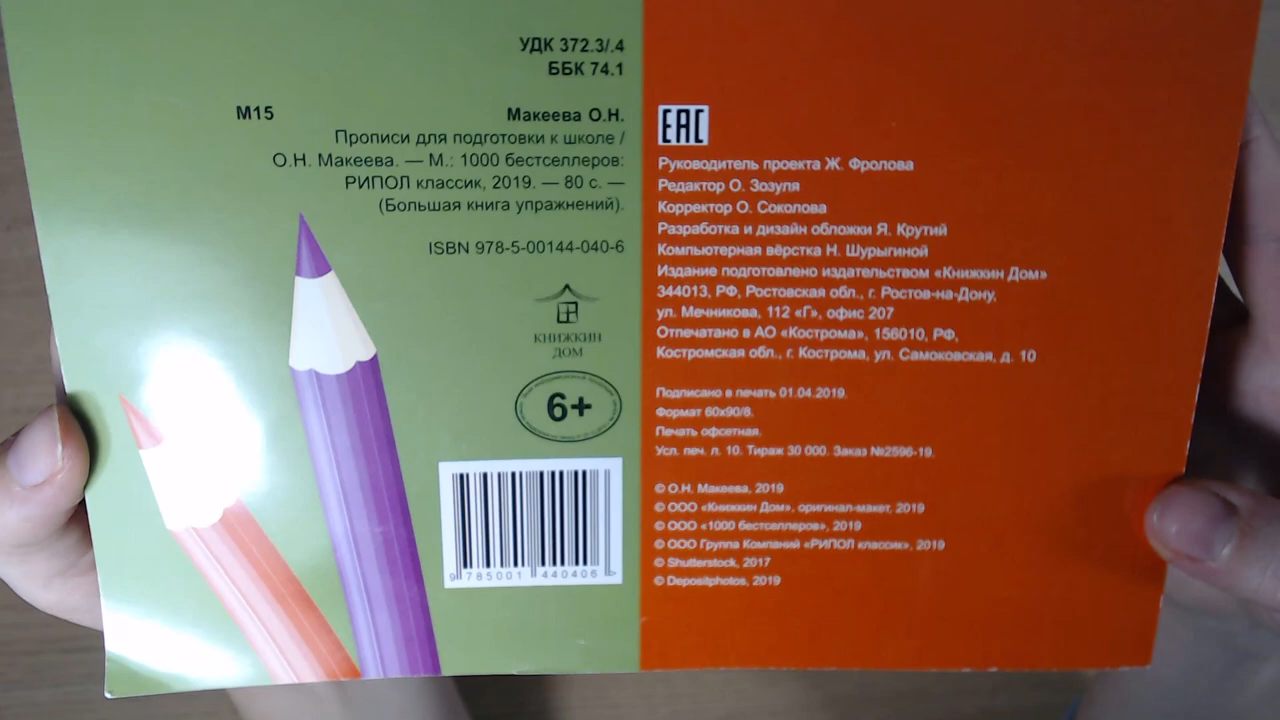 УДК 372.3/.4
ББК 74.1
М15
Макеева О.Н.
Прописи для подготовки к школе /
О.Н. Макеева. — М.: 1000 бестселлеров:
РИПОЛ классик, 2019. — 80 с. —
(Большая книга упражнений).
ISBN 978-5-00144-040-6
КНИЖКИН
ДОМ
6+
9 785001 440406
ЕАС
Руководитель проекта Ж. Фролова
Редактор О. Зозуля
Корректор О. Соколова
Разработка и дизайн обложки Я. Крутий
Компьютерная вёрстка Н. Шурыгиной
Издание подготовлено издательством «Книжкин Дом»
344013, РФ, Ростовская обл., г. Ростов-на-Дону,
ул. Мечникова, 112 «Г», офис 207
Отпечатано в АО «Кострома», 156010, РФ,
Костромская обл., г. Кострома, ул. Самоковская, д. 10
Подписано в печать 01.04.2019.
Формат 60х90/8.
Печать офсетная.
Усл. печ. л. 10. Тираж 30 000. Заказ №2596-19.
© О.Н. Макеева, 2019
© ООО «Книжкин Дом», оригинал-макет, 2019
© ООО «1000 бестселлеров», 2019
© ООО Группа Компаний «РИПОЛ классик», 2019
© Shutterstock, 2017
© Depositphotos, 2019